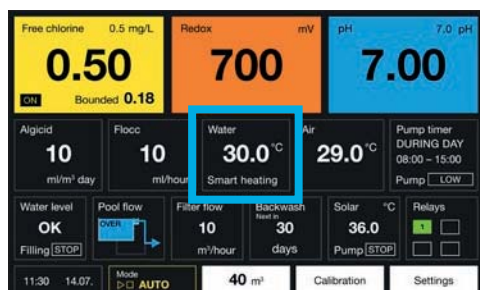 Free chlorine 0.5 mg/L Redox mV pH 7.0 pH
0.50 700 7.00
ON Bounded 0.18
Algicid Flocc Water Air Pump timer
10 10 30.0 °C 29.0 °C DURING DAY
08:00 – 15:00
ml/m³ day ml/hour Smart heating Pump LOW
Water level Pool flow Filter flow Backwash Solar °C Relays
Next in
OK OVER 10 30 36.0 1
Filling STOP m³/hour days Pump STOP
11:30 14.07. Mode AUTO 40 m³ Calibration Settings